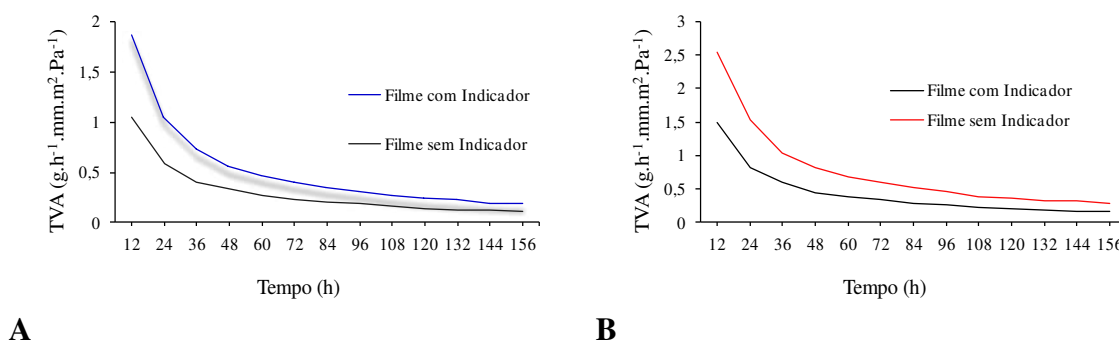 TVA (g.h-1.mm.m2.Pa-1)
2
1,5
1
0,5
0
12 24 36 48 60 72 84 96 108 120 132 144 156
Tempo (h)
Filme com Indicador
Filme sem Indicador
A
TVA (g.h-1.mm.m2.Pa-1)
3
2.5
2
1.5
1
0.5
0
12 24 36 48 60 72 84 96 108 120 132 144 156
Tempo (h)
Filme com Indicador
Filme sem Indicador
B